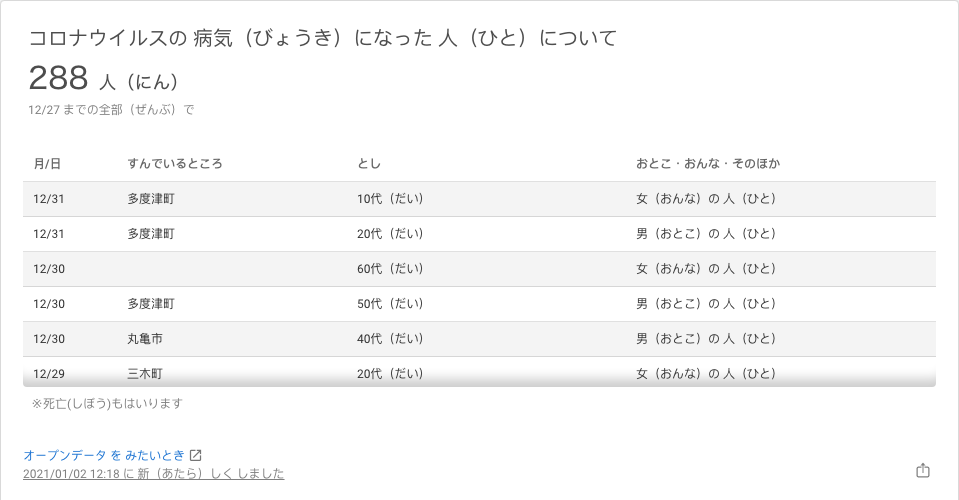 コロナウイルスの 病気（びょうき）になった 人（ひと）について
288 人（にん）
12/27 までの全部（ぜんぶ）で
月/日 すんでいるところ とし おとこ・おんな・そのほか
12/31 多度津町 10代（だい） 女（おんな）の 人（ひと）
12/31 多度津町 20代（だい） 男（おとこ）の 人（ひと）
12/30 60代（だい） 女（おんな）の 人（ひと）
12/30 多度津町 50代（だい） 男（おとこ）の 人（ひと）
12/30 丸亀市 40代（だい） 男（おとこ）の 人（ひと）
12/29 三木町 20代（だい） 女（おんな）の 人（ひと）
※死亡(しぼう)もはいります
オープンデータ を みたいとき
2021/01/02 12:18 に 新（あたら）しく しました